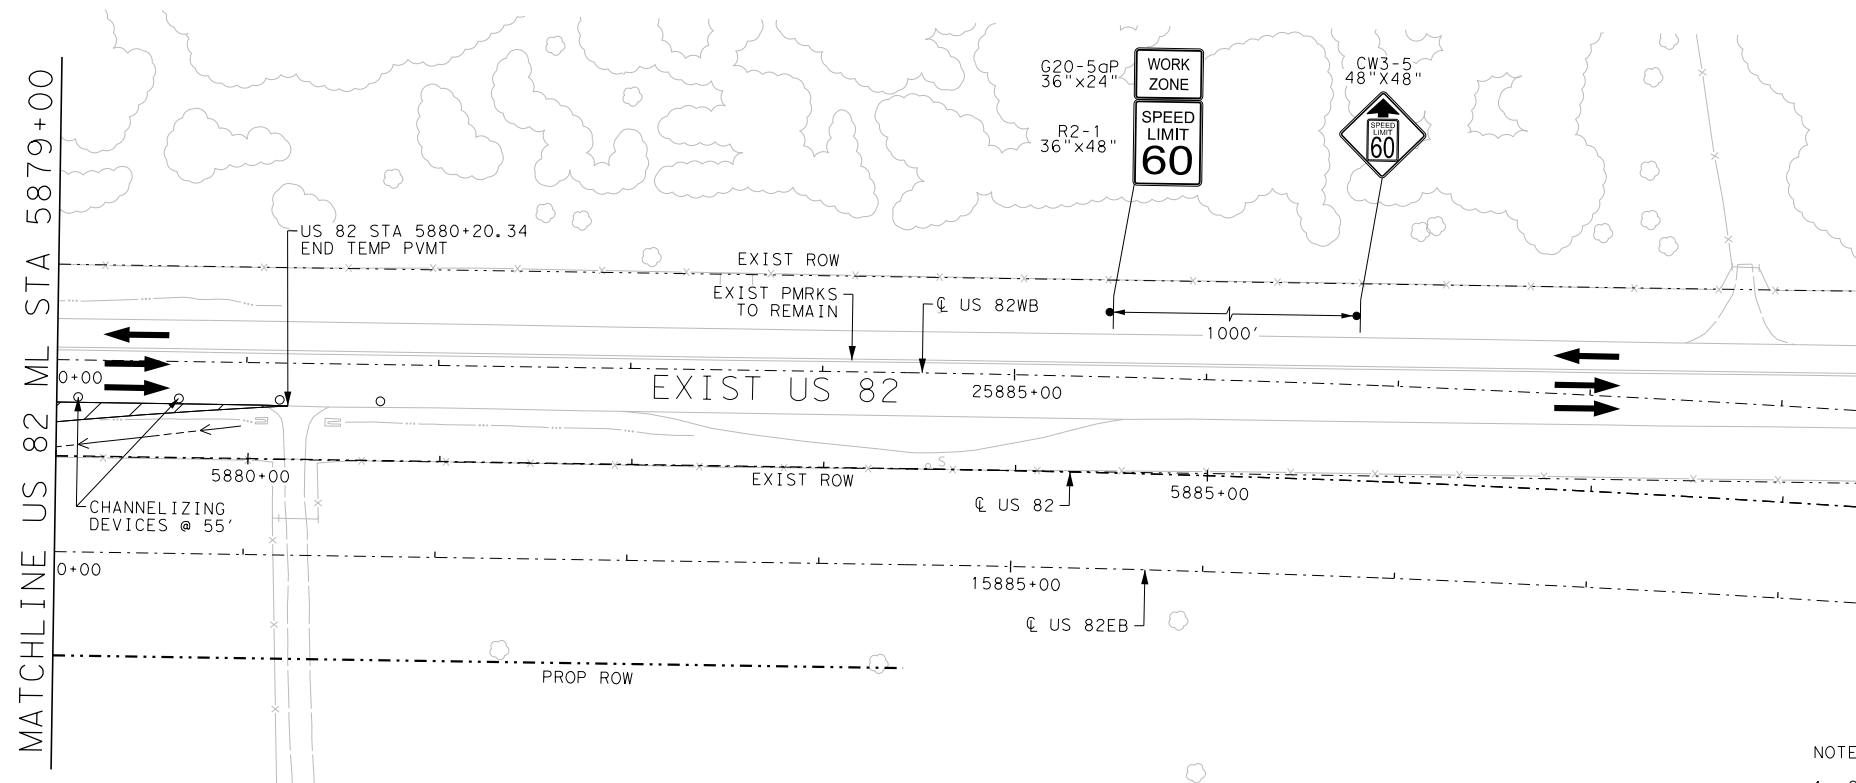 MATCHLINE US 82 ML STA 5879+00
G20-5aP
36"x24"
WORK
ZONE
R2-1
36"x48"
SPEED
LIMIT
60
CW3-5
48"X48"
SPEED
LIMIT
60
US 82 STA 5880+20.34
END TEMP PVMT
EXIST ROW
EXIST PMRKS
TO REMAIN
℄ US 82WB
1000'
0+00
EXIST US 82
25885+00
5880+00
S
EXIST ROW
℄ US 82
5885+00
CHANNELIZING
DEVICES @ 55'
0+00
15885+00
℄ US 82EB
PROP ROW
NOTE